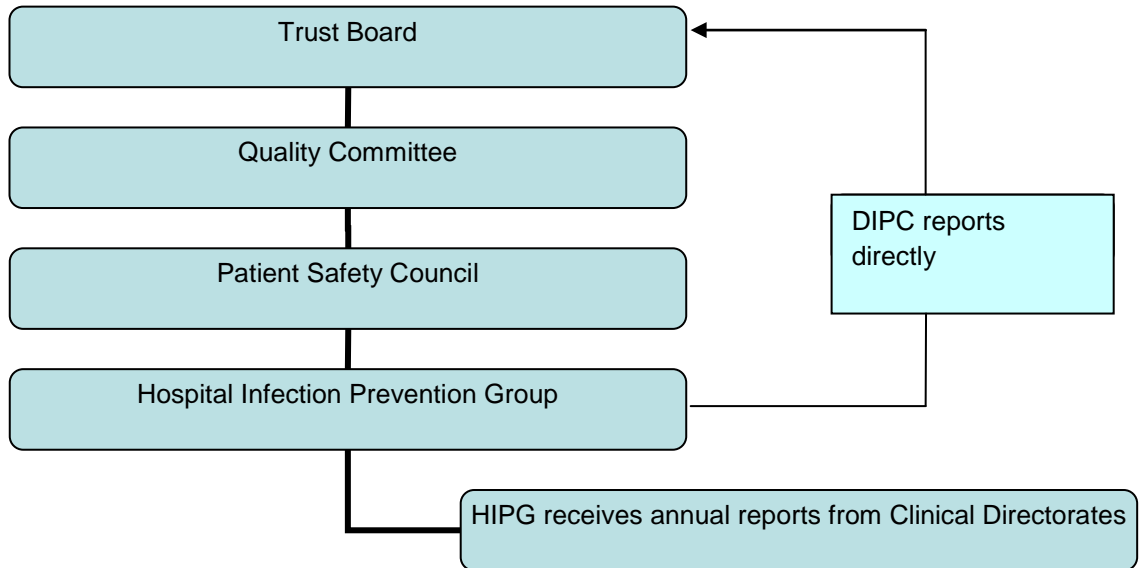 Trust Board
Quality Committee
DIPC reports
directly
Patient Safety Council
Hospital Infection Prevention Group
HIPG receives annual reports from Clinical Directorates